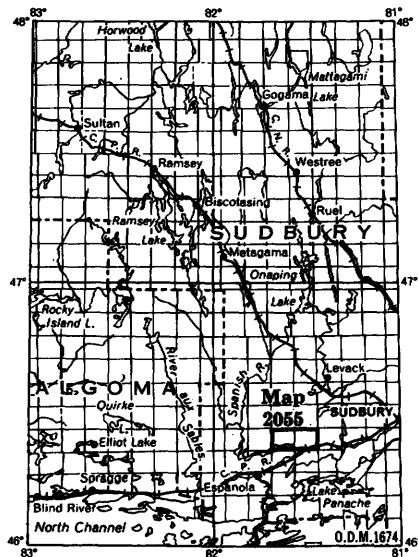 83° 82° 81°
48° 48°
Horwood
Lake
Mattagami
Lake
Gogama
C. N. R.
Sultan
C. P. R.
Ramsey
Westree
Biscotasing
Ruel
Ramsey
Lake
SUDBURY
Metagama
Onaping
Lake
47° 47°
Rocky
Island L.
Levack
ALGOMA
River aux Sables
Spanish R.
Map
2055
SUDBURY
Quirke
L.
Elliot Lake
Spragge
C. P. R.
Espanola
Lake
Panache
Blind River
North Channel
O.D.M. 1674
46° 46°
83° 82° 81°